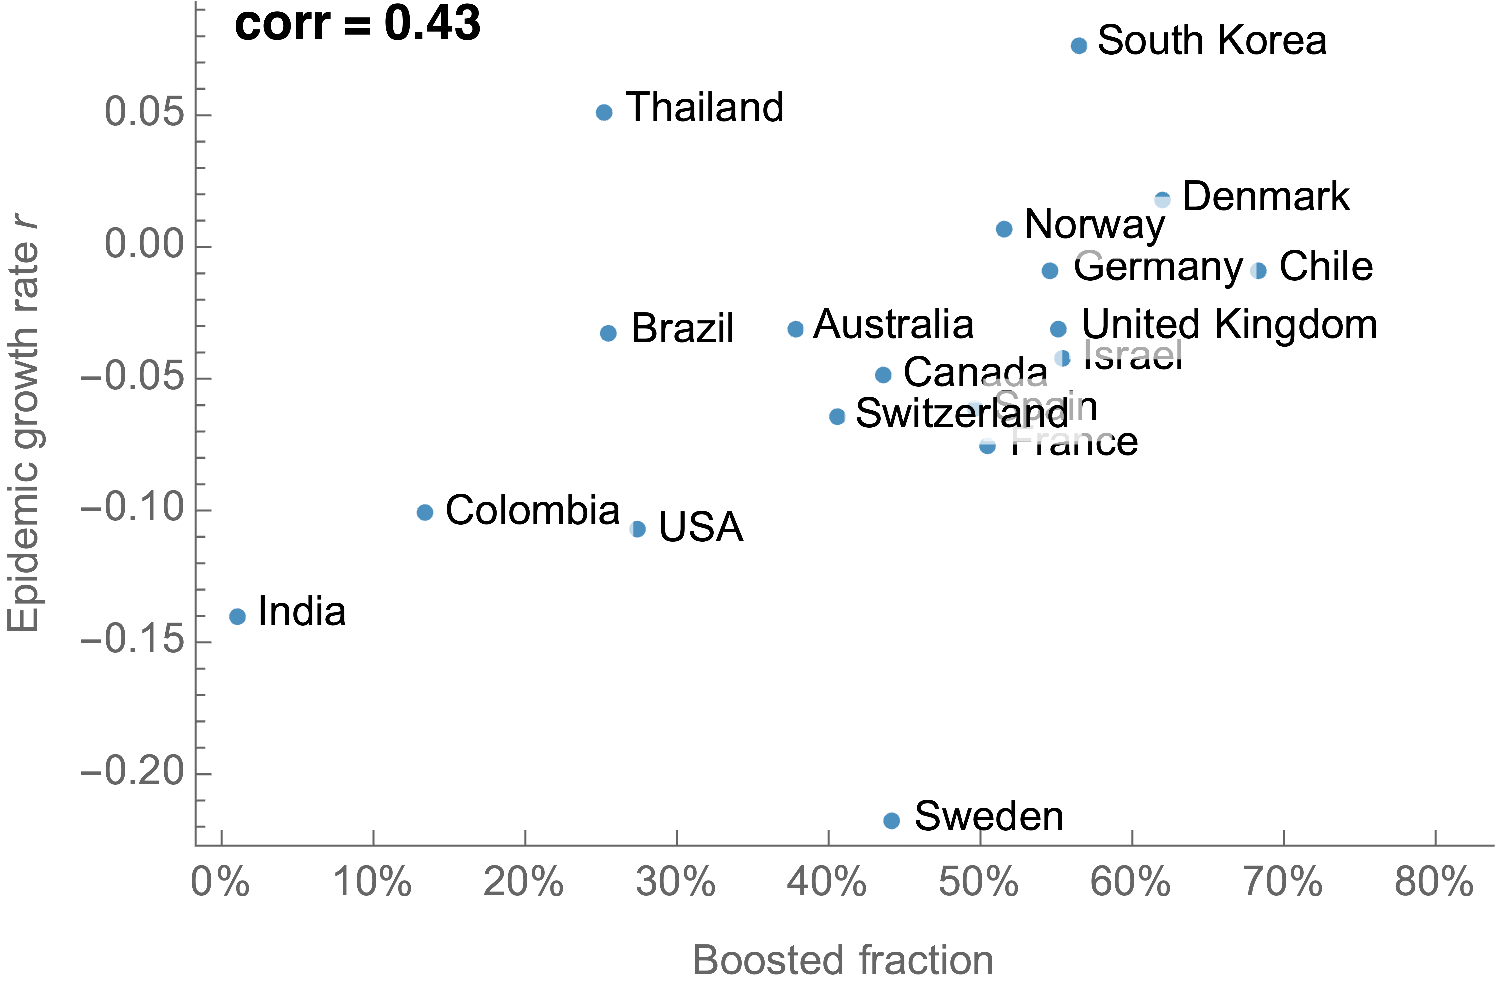 corr = 0.43
South Korea
Thailand
0.05
Denmark
Norway
0.00
Germany
Chile
Brazil
Australia
United Kingdom
Israel
Canada
−0.05
Spain
Switzerland
France
Colombia
−0.10
USA
India
−0.15
−0.20
Sweden
Epidemic growth rate r
0% 10% 20% 30% 40% 50% 60% 70% 80%
Boosted fraction